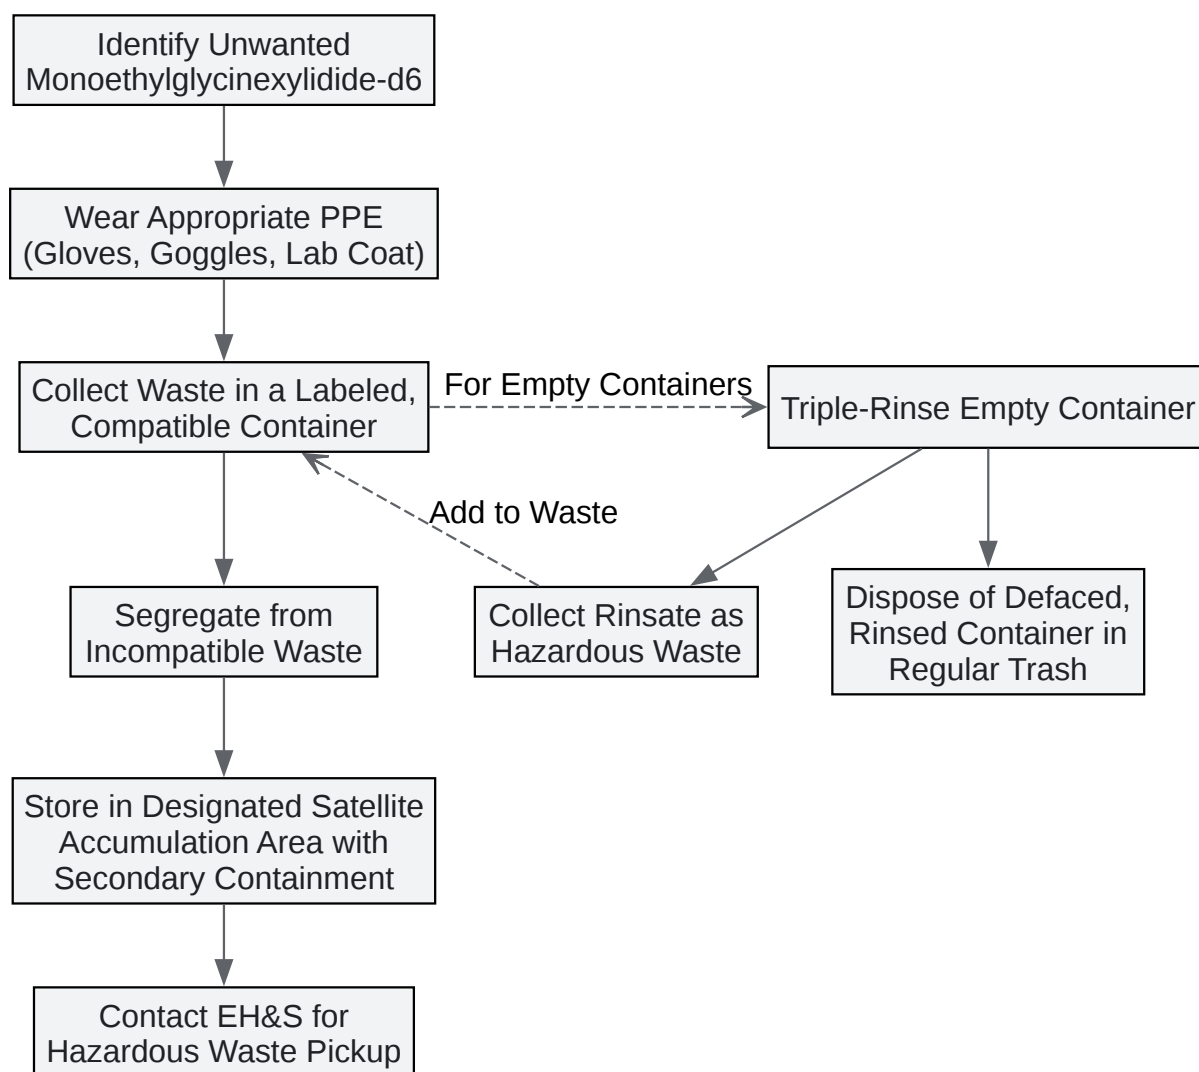 Identify Unwanted
Monoethylglycinexylidide-d6
Wear Appropriate PPE
(Gloves, Goggles, Lab Coat)
Collect Waste in a Labeled,
Compatible Container
For Empty Containers
Triple-Rinse Empty Container
Add to Waste
Segregate from
Incompatible Waste
Collect Rinsate as
Hazardous Waste
Dispose of Defaced,
Rinsed Container in
Regular Trash
Store in Designated Satellite
Accumulation Area with
Secondary Containment
Contact EH&S for
Hazardous Waste Pickup